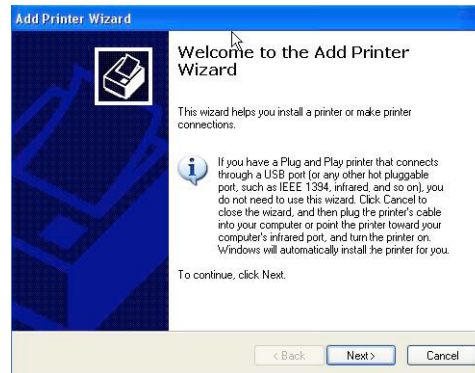 Add Printer Wizard
Welcome to the Add Printer
Wizard
This wizard helps you install a printer or make printer
connections.
If you have a Plug and Play printer that connects
through a USB port (or any other hot pluggable
port, such as IEEE 1394, infrared, and so on), you
do not need to use this wizard. Click Cancel to
close the wizard, and then plug the printer's cable
into your computer or point the printer toward your
computer's infrared port, and turn the printer on.
Windows will automatically install the printer for you.
To continue, click Next.
< Back Next > Cancel